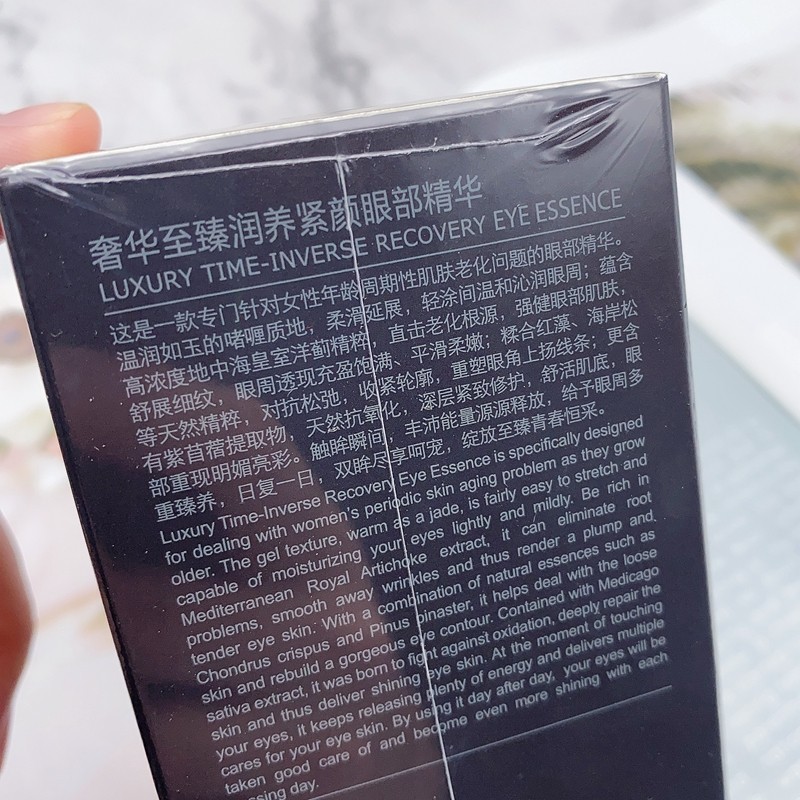 奢华至臻润养紧颜眼部精华
LUXURY TIME-INVERSE RECOVERY EYE ESSENCE
这是一款专门针对女性年龄周期性肌肤老化问题的眼部精华。
温润如玉的啫喱质地，柔滑延展，轻涂间温和沁润眼周；蕴含
高浓度地中海皇室洋蓟精粹，直击老化根源，强健眼部肌肤，
舒展细纹，眼周透现充盈饱满、平滑柔嫩；糅合红藻、海岸松
等天然精粹，对抗松弛，收紧轮廓，重塑眼角上扬线条；更含
有紫苜蓿提取物，天然抗氧化，深层紧致修护，舒活肌底，眼
部重现明媚亮彩。触眸瞬间，丰沛能量源源释放，给予眼周多
重臻养，日复一日，双眸尽享呵宠，绽放至臻青春恒采。
Luxury Time-Inverse Recovery Eye Essence is specifically designed
for dealing with women's periodic skin aging problem as they grow
older. The gel texture, warm as a jade, is fairly easy to stretch and
capable of moisturizing your eyes lightly and mildly. Be rich in
Mediterranean Royal Artichoke extract, it can eliminate root
problems, smooth away wrinkles and thus render a plump and
tender eye skin. With a combination of natural essences such as
Chondrus crispus and Pinus pinaster, it helps deal with the loose
skin and rebuild a gorgeous eye contour. Contained with Medicago
sativa extract, it was born to fight against oxidation, deeply repair the
skin and thus deliver shining eye skin. At the moment of touching
your eyes, it keeps releasing plenty of energy and delivers multiple
cares for your eye skin. By using it day after day, your eyes will be
taken good care of and become even more shining with each
ssing day.